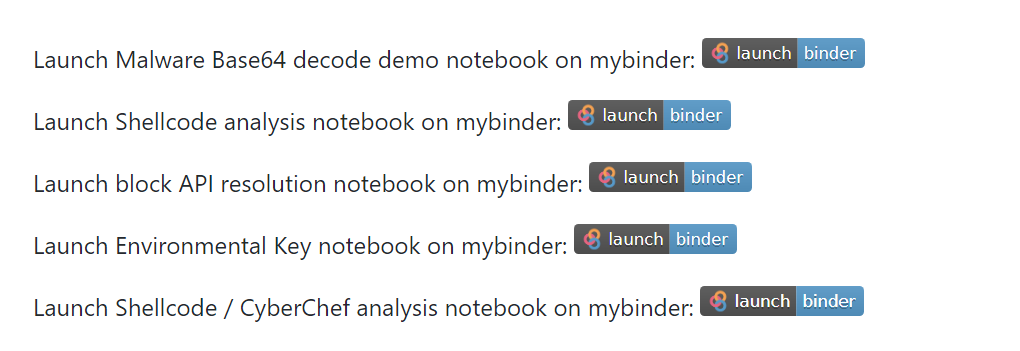 Launch Malware Base64 decode demo notebook on mybinder: launch binder
Launch Shellcode analysis notebook on mybinder: launch binder
Launch block API resolution notebook on mybinder: launch binder
Launch Environmental Key notebook on mybinder: launch binder
Launch Shellcode / CyberChef analysis notebook on mybinder: launch binder